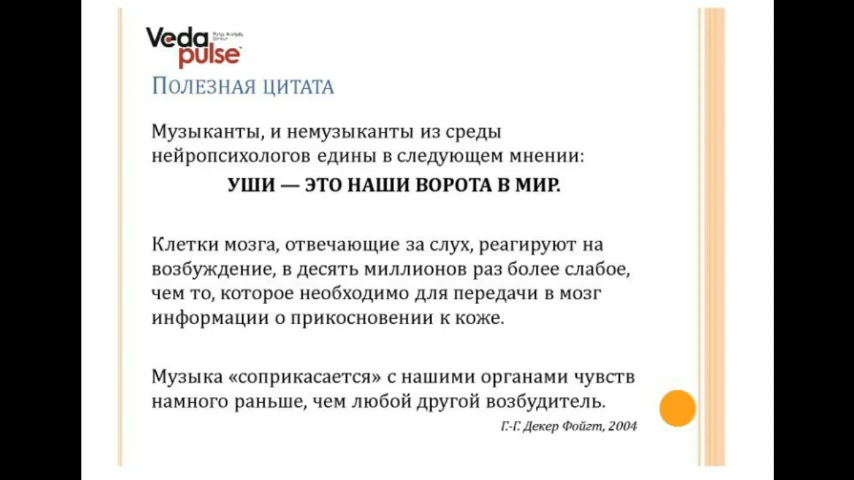 Veda
pulse
ПОЛЕЗНАЯ ЦИТАТА
Музыканты, и немузыканты из среды
нейропсихологов едины в следующем мнении:
УШИ — ЭТО НАШИ ВОРОТА В МИР.
Клетки мозга, отвечающие за слух, реагируют на
возбуждение, в десять миллионов раз более слабое,
чем то, которое необходимо для передачи в мозг
информации о прикосновении к коже.
Музыка «соприкасается» с нашими органами чувств
намного раньше, чем любой другой возбудитель.
Г.-Г. Декер Фойгт, 2004